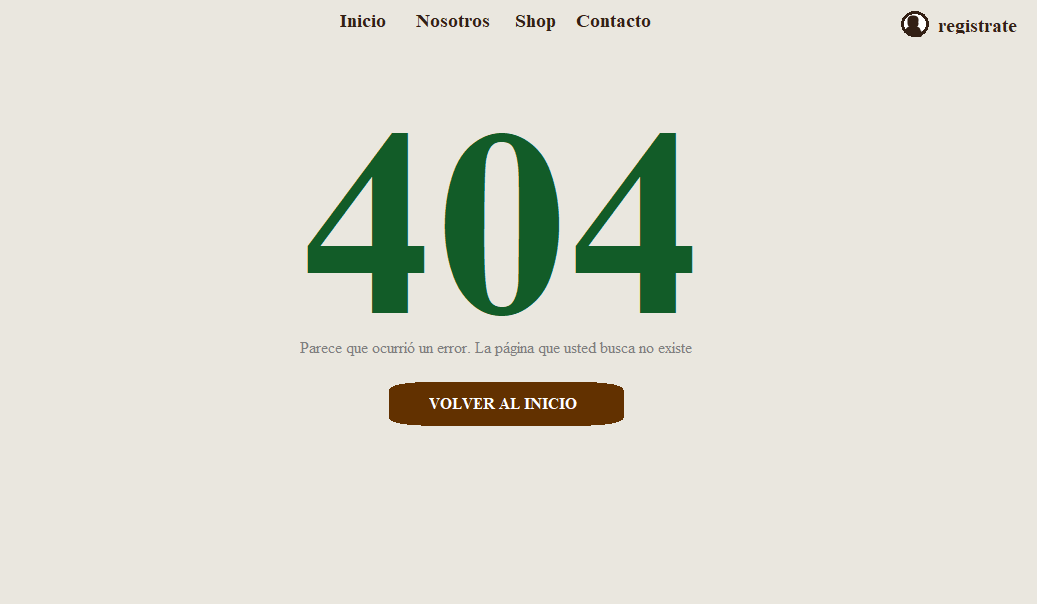 Inicio Nosotros Shop Contacto registrate
404
Parece que ocurrió un error. La página que usted busca no existe
VOLVER AL INICIO